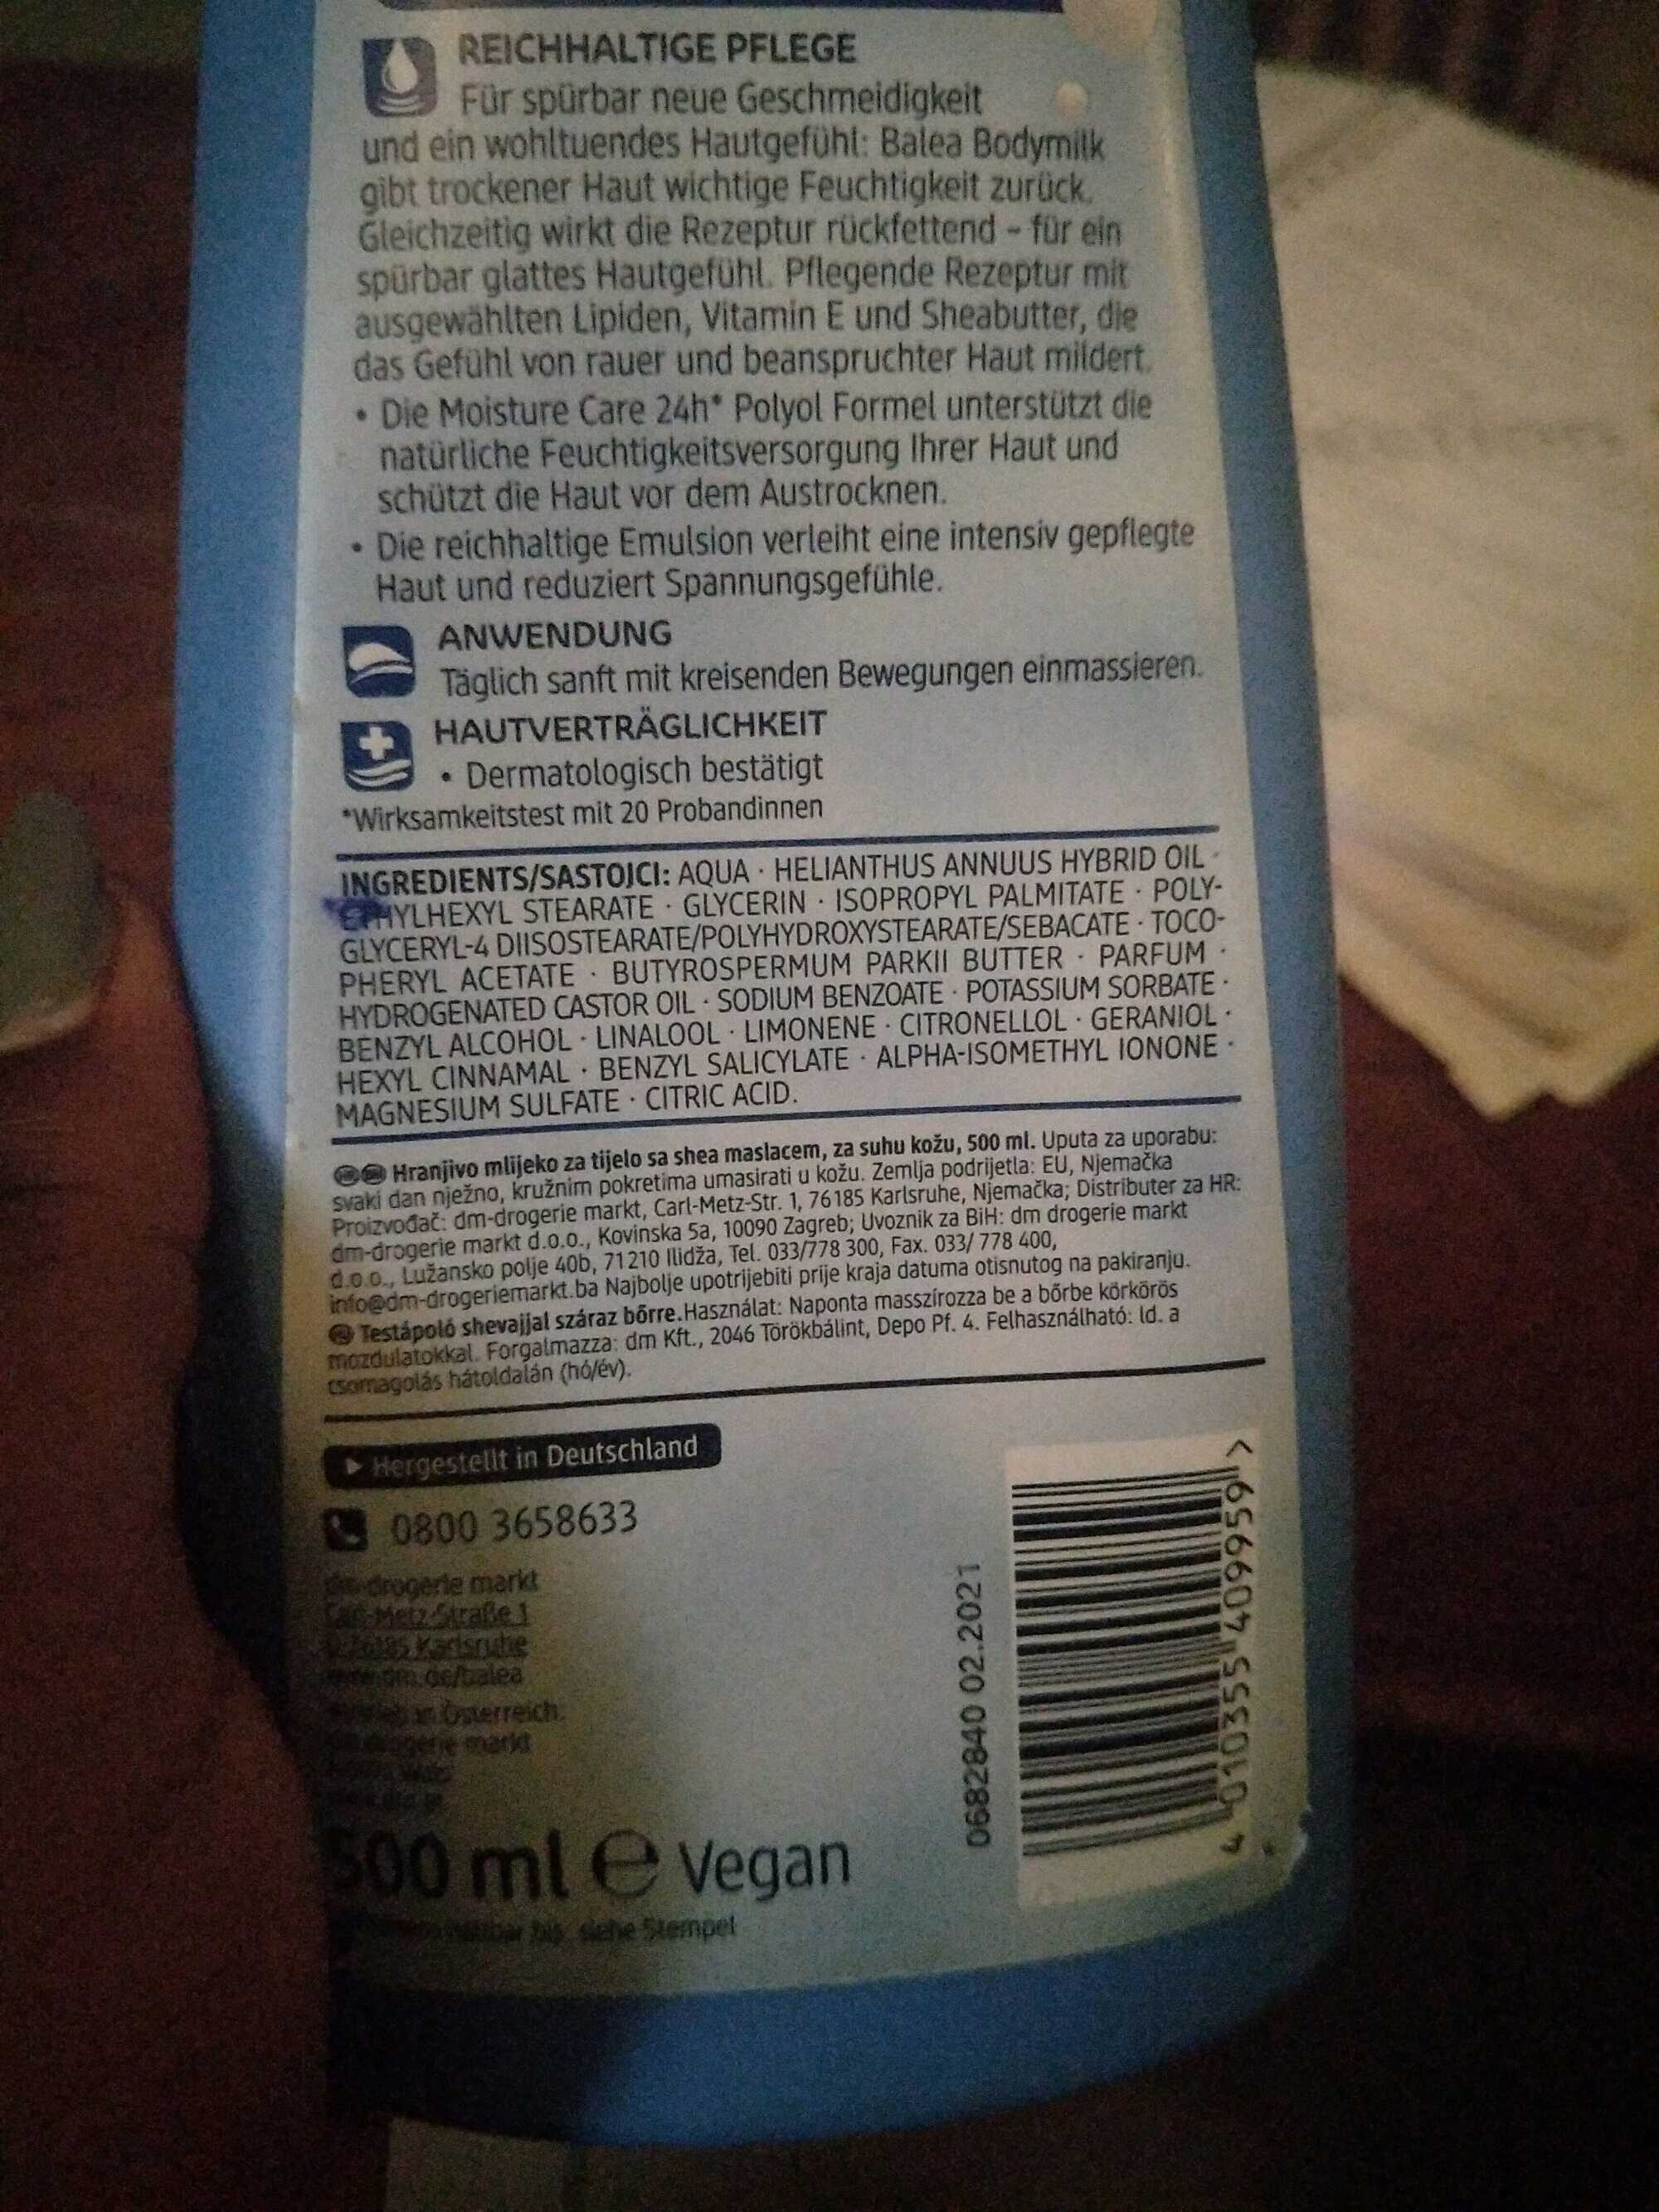 REICHHALTIGE PFLEGE
Für spürbar neue Geschmeidigkeit
und ein wohltuendes Hautgefühl: Balea Bodymilk
gibt trockener Haut wichtige Feuchtigkeit zurück.
Gleichzeitig wirkt die Rezeptur rückfettend – für ein
spürbar glattes Hautgefühl. Pflegende Rezeptur mit
ausgewählten Lipiden, Vitamin E und Sheabutter, die
das Gefühl von rauer und beanspruchter Haut mildert.
• Die Moisture Care 24h* Polyol Formel unterstützt die
natürliche Feuchtigkeitsversorgung Ihrer Haut und
schützt die Haut vor dem Austrocknen.
• Die reichhaltige Emulsion verleiht eine intensiv gepflegte
Haut und reduziert Spannungsgefühle.
ANWENDUNG
Täglich sanft mit kreisenden Bewegungen einmassieren.
HAUTVERTRÄGLICHKEIT
• Dermatologisch bestätigt
*Wirksamkeitstest mit 20 Probandinnen
INGREDIENTS/SASTOJCI: AQUA · HELIANTHUS ANNUUS HYBRID OIL ·
ETHYLHEXYL STEARATE · GLYCERIN · ISOPROPYL PALMITATE · POLY-
GLYCERYL-4 DIISOSTEARATE/POLYHYDROXYSTEARATE/SEBACATE · TOCO-
PHERYL ACETATE · BUTYROSPERMUM PARKII BUTTER · PARFUM ·
HYDROGENATED CASTOR OIL · SODIUM BENZOATE · POTASSIUM SORBATE ·
BENZYL ALCOHOL · LINALOOL · LIMONENE · CITRONELLOL · GERANIOL ·
HEXYL CINNAMAL · BENZYL SALICYLATE · ALPHA-ISOMETHYL IONONE ·
MAGNESIUM SULFATE · CITRIC ACID.
Hranjivo mlijeko za tijelo sa shea maslacem, za suhu kožu, 500 ml. Uputa za uporabu:
svaki dan nježno, kružnim pokretima umasirati u kožu. Zemlja podrijetla: EU, Njemačka
Proizvođač: dm-drogerie markt, Carl-Metz-Str. 1, 76185 Karlsruhe, Njemačka; Distributer za HR:
dm-drogerie markt d.o.o., Kovinska 5a, 10090 Zagreb; Uvoznik za BiH: dm drogerie markt
d.o.o., Lužansko polje 40b, 71210 Ilidža, Tel. 033/778 300, Fax. 033/ 778 400,
info@dm-drogeriemarkt.ba Najbolje upotrijebiti prije kraja datuma otisnutog na pakiranju.
Testápoló shevajjal száraz bőrre. Használat: Naponta masszírozza be a bőrbe körkörös
mozdulatokkal. Forgalmazza: dm Kft., 2046 Törökbálint, Depo Pf. 4. Felhasználható: ld. a
csomagolás hátoldalán (hó/év).
Hergestellt in Deutschland
0800 3658633
dm-drogerie markt
Carl-Metz-Straße 1
76185 Karlsruhe
www.dm.de/balea
in Österreich:
drogerie markt
500 ml e Vegan
haltbar bis: siehe Stempel
0682840 02.2021
4 010355 409959 >